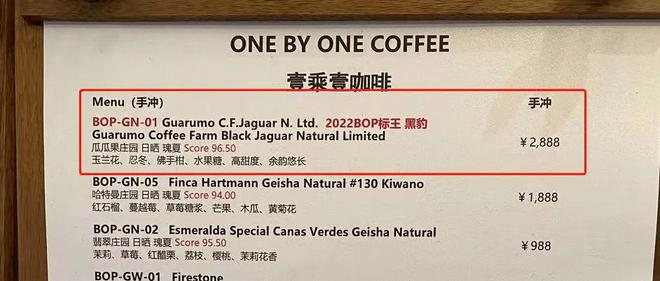 ONE BY ONE COFFEE
壹乘壹咖啡
Menu（手冲） 手冲
BOP-GN-01 Guarumo C.F.Jaguar N. Ltd. 2022BOP标王 黑豹
Guarumo Coffee Farm Black Jaguar Natural Limited ￥2,888
瓜瓜果庄园 日晒 瑰夏 Score 96.50
玉兰花、忍冬、佛手柑、水果糖、高甜度、余韵悠长
BOP-GN-05 Finca Hartmann Geisha Natural #130 Kiwano
哈特曼庄园 日晒 瑰夏 Score 94.00 ￥1,888
红石榴、蔓越莓、草莓糖浆、芒果、木瓜、黄菊花
BOP-GN-02 Esmeralda Special Canas Verdes Geisha Natural
翡翠庄园 日晒 瑰夏 Score 95.50 ￥988
茉莉、草莓、红醋栗、荔枝、樱桃、茉莉花香
BOP-GW-01 Firestone